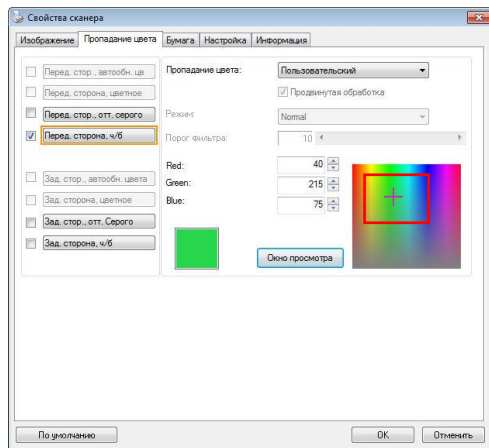 Свойства сканера
Изображение Пропадание цвета Бумага Настройка Информация
Перед. стор., автообн. цв
Перед. сторона, цветное
Перед. стор., отт. серого
Перед. сторона, ч/б
Зад. стор., автообн. цвета
Зад. сторона, цветное
Зад. стор., отт. Серого
Зад. сторона, ч/б
Пропадание цвета: Пользовательский
Продвинутая обработка
Режим: Normal
Порог фильтра: 10
Red: 40
Green: 215
Blue: 75
Окно просмотра
По умолчанию OK Отменить